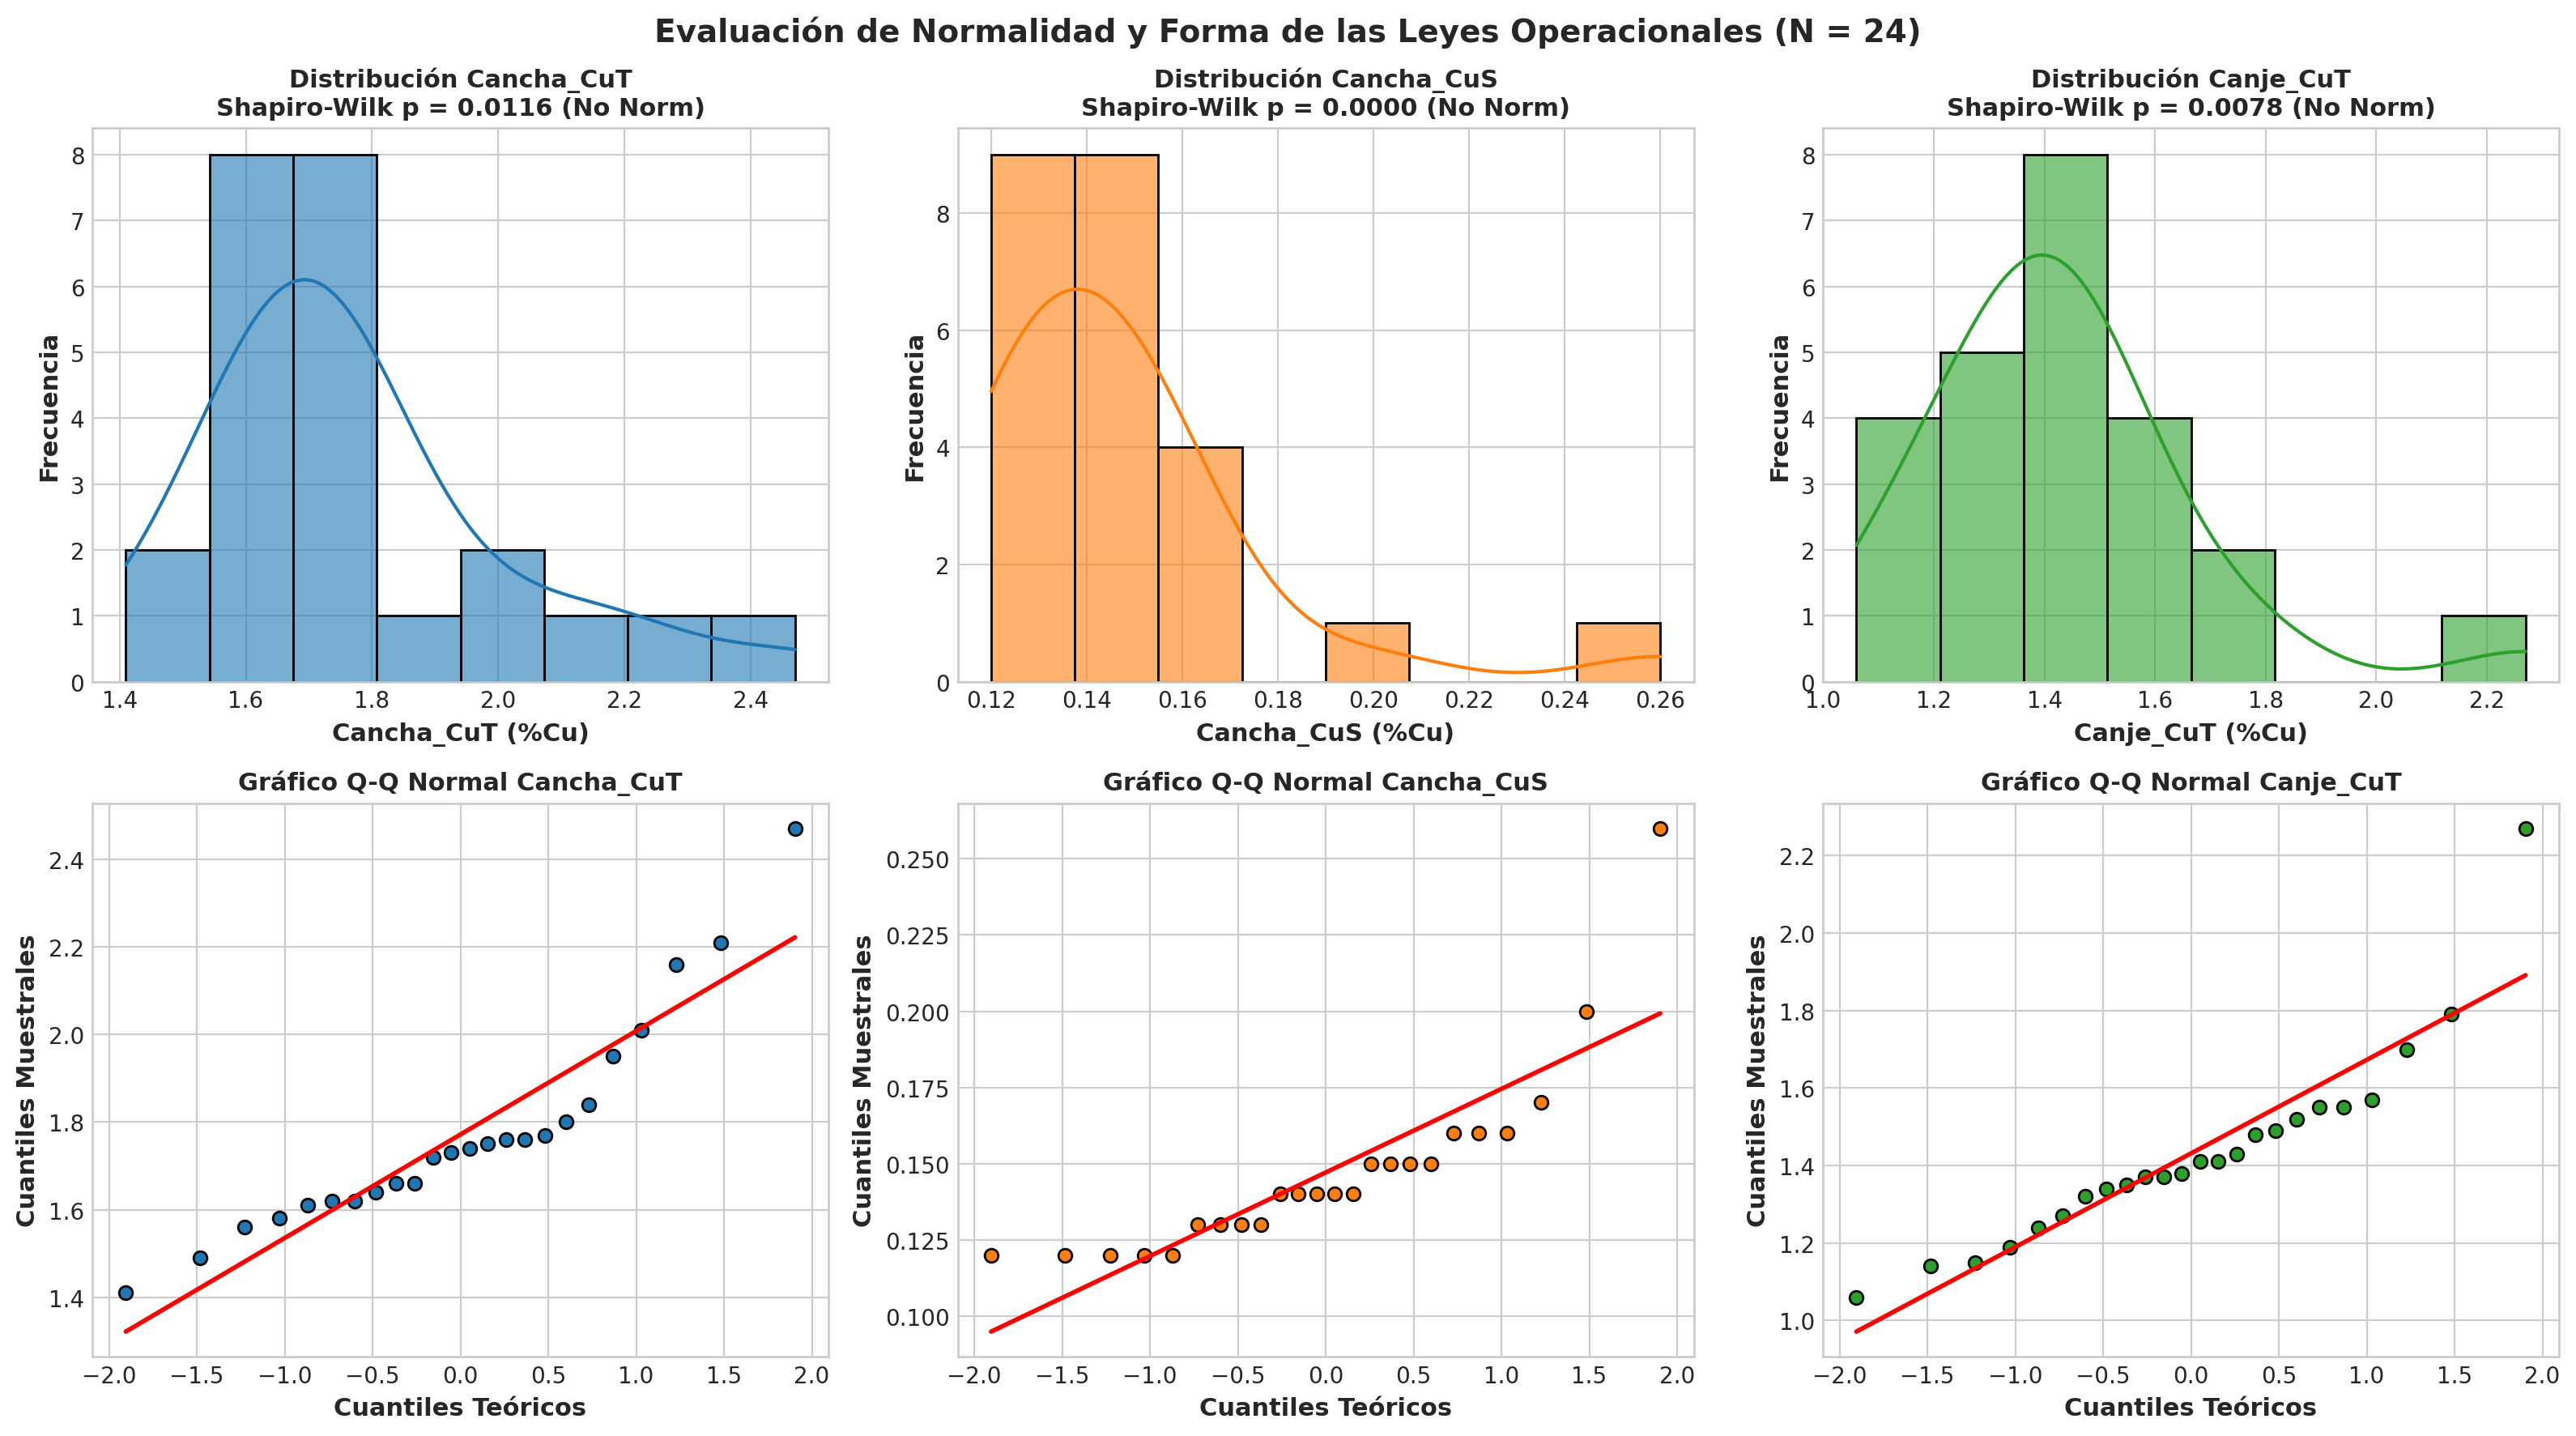 Evaluación de Normalidad y Forma de las Leyes Operacionales (N = 24)
Distribución Cancha_CuT
Shapiro-Wilk p = 0.0116 (No Norm)
Frecuencia
8
7
6
5
4
3
2
1
0
1.4 1.6 1.8 2.0 2.2 2.4
Cancha_CuT (%Cu)
Distribución Cancha_CuS
Shapiro-Wilk p = 0.0000 (No Norm)
Frecuencia
8
6
4
2
0
0.12 0.14 0.16 0.18 0.20 0.22 0.24 0.26
Cancha_CuS (%Cu)
Distribución Canje_CuT
Shapiro-Wilk p = 0.0078 (No Norm)
Frecuencia
8
7
6
5
4
3
2
1
0
1.0 1.2 1.4 1.6 1.8 2.0 2.2
Canje_CuT (%Cu)
Gráfico Q-Q Normal Cancha_CuT
Cuantiles Muestrales
2.4
2.2
2.0
1.8
1.6
1.4
−2.0 −1.5 −1.0 −0.5 0.0 0.5 1.0 1.5 2.0
Cuantiles Teóricos
Gráfico Q-Q Normal Cancha_CuS
Cuantiles Muestrales
0.250
0.225
0.200
0.175
0.150
0.125
0.100
−2.0 −1.5 −1.0 −0.5 0.0 0.5 1.0 1.5 2.0
Cuantiles Teóricos
Gráfico Q-Q Normal Canje_CuT
Cuantiles Muestrales
2.2
2.0
1.8
1.6
1.4
1.2
1.0
−2.0 −1.5 −1.0 −0.5 0.0 0.5 1.0 1.5 2.0
Cuantiles Teóricos